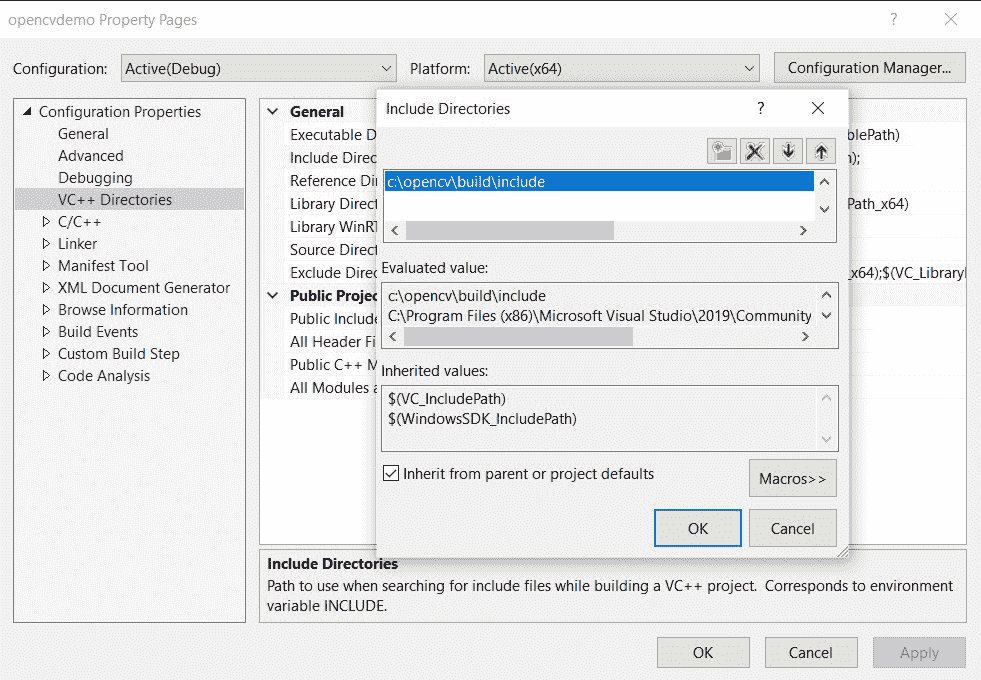 opencvdemo Property Pages
?
Configuration: Active(Debug) Platform: Active(x64) Configuration Manager...
Configuration Properties
General
Advanced
Debugging
VC++ Directories
C/C++
Linker
Manifest Tool
XML Document Generator
Browse Information
Build Events
Custom Build Step
Code Analysis
General
Executable D
Include Direc
Reference Dir
Library Direct
Library WinRT
Source Direct
Exclude Direc
Public Projec
Public Include
All Header Fi
Public C++ M
All Modules a
blePath)
);
Path_x64)
_x64);$(VC_Libraryl
Include Directories
?
c:\opencv\build\include
Evaluated value:
c:\opencv\build\include
C:\Program Files (x86)\Microsoft Visual Studio\2019\Community
Inherited values:
$(VC_IncludePath)
$(WindowsSDK_IncludePath)
Inherit from parent or project defaults
Macros>>
OK Cancel
Include Directories
Path to use when searching for include files while building a VC++ project. Corresponds to environment
variable INCLUDE.
OK Cancel Apply